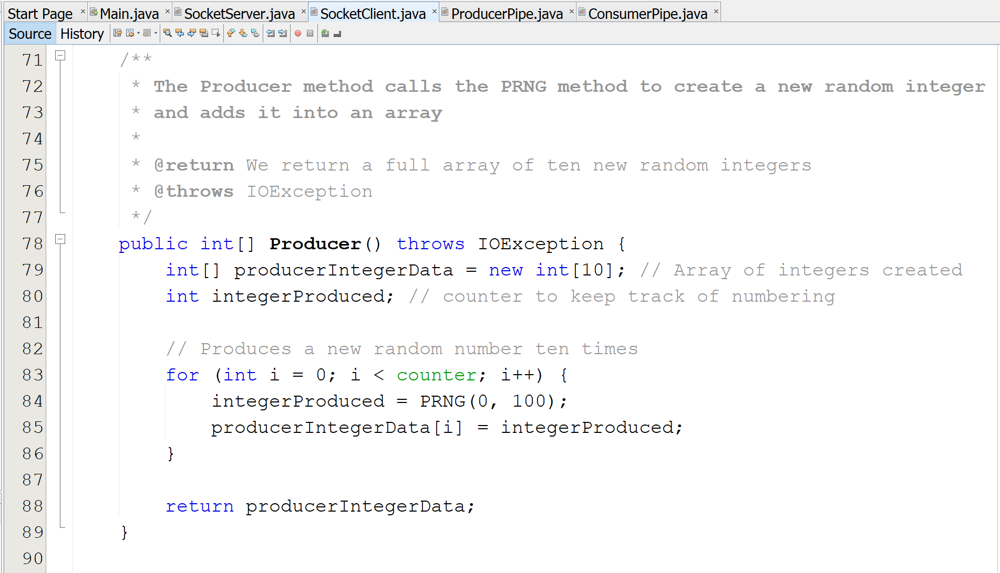 Start Page × Main.java × SocketServer.java × SocketClient.java × ProducerPipe.java × ConsumerPipe.java ×
Source History
71 /**
72 * The Producer method calls the PRNG method to create a new random integer
73 * and adds it into an array
74 *
75 * @return We return a full array of ten new random integers
76 * @throws IOException
77 */
78 public int[] Producer() throws IOException {
79 int[] producerIntegerData = new int[10]; // Array of integers created
80 int integerProduced; // counter to keep track of numbering
81
82 // Produces a new random number ten times
83 for (int i = 0; i < counter; i++) {
84 integerProduced = PRNG(0, 100);
85 producerIntegerData[i] = integerProduced;
86 }
87
88 return producerIntegerData;
89 }
90